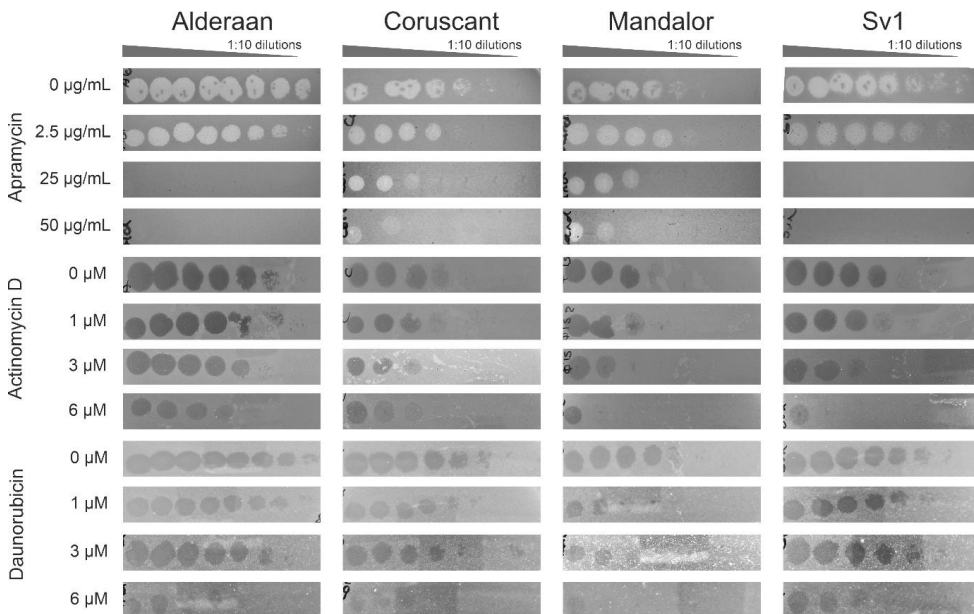 Alderaan Coruscant Mandalor Sv1
1:10 dilutions 1:10 dilutions 1:10 dilutions 1:10 dilutions
Apramycin
0 µg/mL
2.5 µg/mL
25 µg/mL
50 µg/mL
Actinomycin D
0 µM
1 µM
3 µM
6 µM
Daunorubicin
0 µM
1 µM
3 µM
6 µM